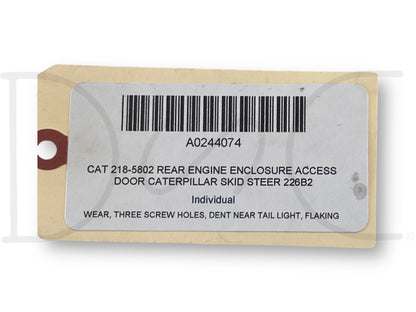 A0244074
CAT 218-5802 REAR ENGINE ENCLOSURE ACCESS
DOOR CATERPILLAR SKID STEER 226B2
Individual
WEAR, THREE SCREW HOLES, DENT NEAR TAIL LIGHT, FLAKING